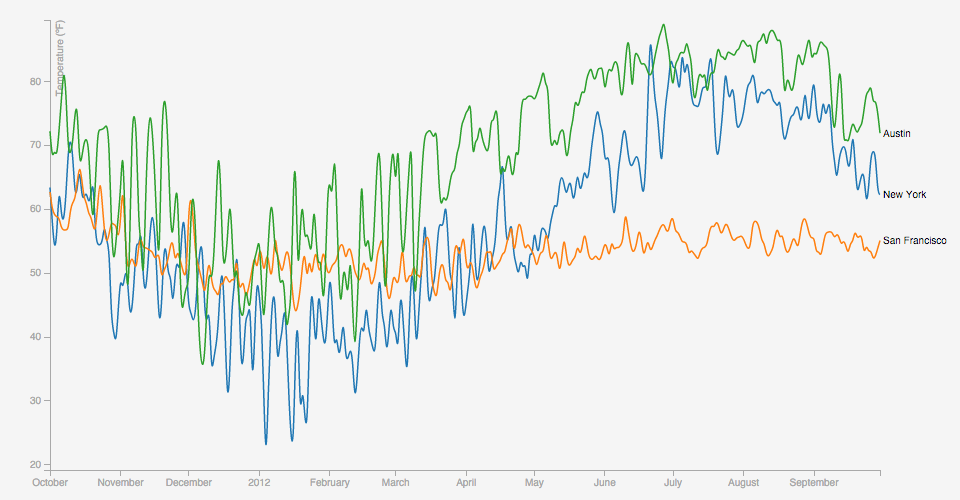 Temperature (ºF)
80
70
60
50
40
30
20
Austin
New York
San Francisco
October November December 2012 February March April May June July August September